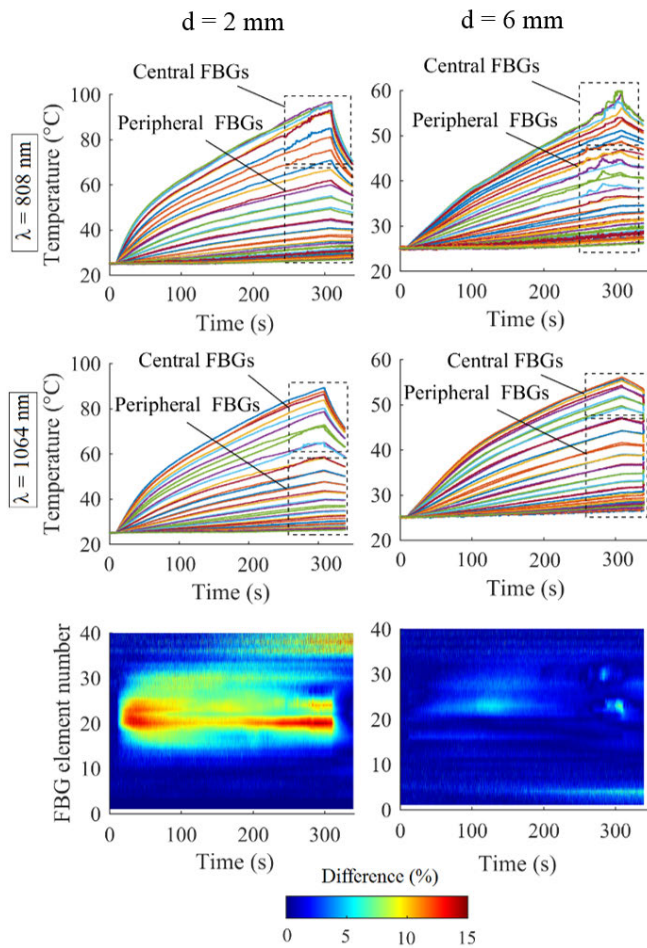 d = 2 mm
d = 6 mm
λ = 808 nm
Temperature (°C)
100
80
60
40
20
Central FBGs
Peripheral FBGs
0
100
200
300
Time (s)
60
50
40
30
20
Central FBGs
Peripheral FBGs
0
100
200
300
Time (s)
λ = 1064 nm
Temperature (°C)
100
80
60
40
20
Central FBGs
Peripheral FBGs
0
100
200
300
Time (s)
60
50
40
30
20
Central FBGs
Peripheral FBGs
0
100
200
300
Time (s)
FBG element number
40
30
20
10
0
0
100
200
300
Time (s)
40
30
20
10
0
0
100
200
300
Time (s)
Difference (%)
0
5
10
15